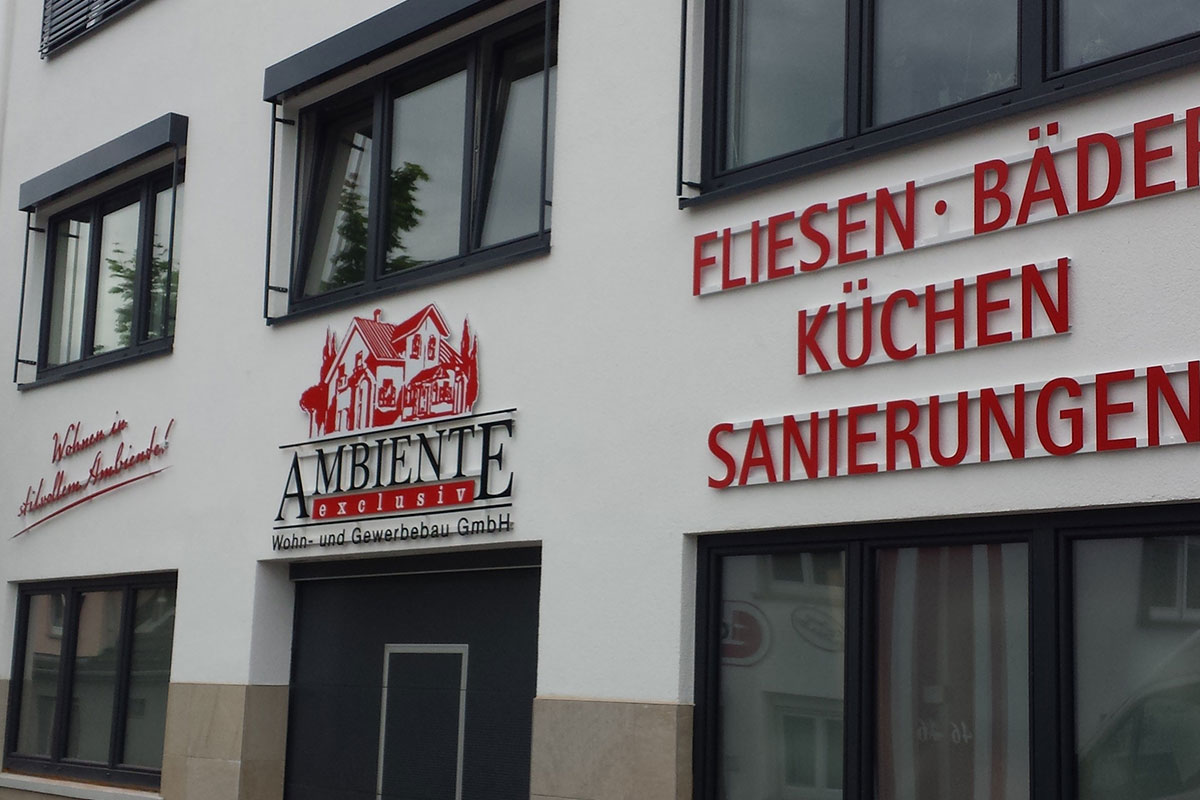 Wohnen in
stilvollem Ambiente!
AMBIENTE
exclusiv
Wohn- und Gewerbebau GmbH
FLIESEN · BÄDER
KÜCHEN
SANIERUNGEN